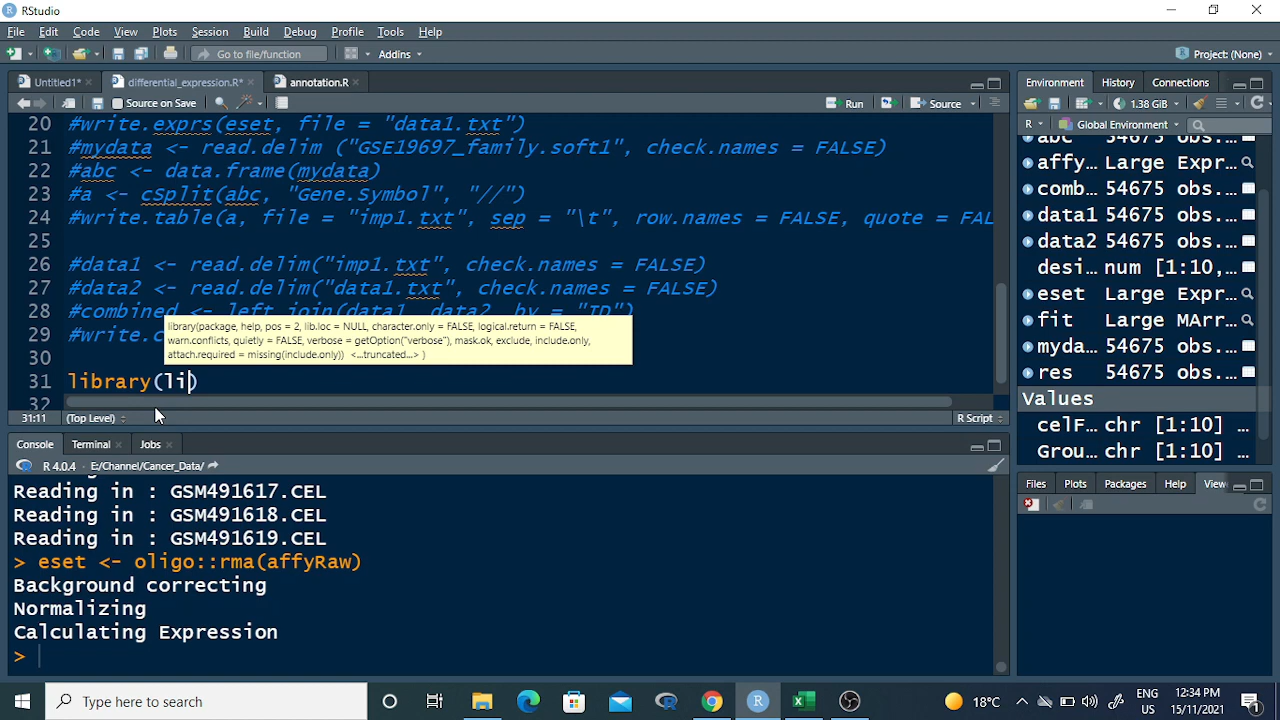 RStudio
File Edit Code View Plots Session Build Debug Profile Tools Help
Go to file/function Addins Project: (None)
Untitled1* differential_expression.R* annotation.R
Source on Save Run Source
20 #write.exprs(eset, file = "data1.txt")
21 #mydata <- read.delim ("GSE19697_family.soft1", check.names = FALSE)
22 #abc <- data.frame(mydata)
23 #a <- cSplit(abc, "Gene.Symbol", "//")
24 #write.table(a, file = "imp1.txt", sep = "\t", row.names = FALSE, quote = FAL
25
26 #data1 <- read.delim("imp1.txt", check.names = FALSE)
27 #data2 <- read.delim("data1.txt", check.names = FALSE)
28 #combined <- left_join(data1, data2, by = "ID")
29 #write.c
library(package, help, pos = 2, lib.loc = NULL, character.only = FALSE, logical.return = FALSE,
warn.conflicts, quietly = FALSE, verbose = getOption("verbose"), mask.ok, exclude, include.only,
attach.required = missing(include.only)) <...truncated...> )
30
31 library(li)
32
31:11 (Top Level) R Script
Console Terminal Jobs
R 4.0.4 · E:/Channel/Cancer_Data/
Reading in : GSM491617.CEL
Reading in : GSM491618.CEL
Reading in : GSM491619.CEL
> eset <- oligo::rma(affyRaw)
Background correcting
Normalizing
Calculating Expression
>
Environment History Connections
1.38 GiB
R Global Environment
abc 54675 obs.
affy… Large Expr…
comb… 54675 obs.
data1 54675 obs.
data2 54675 obs.
desi… num [1:10,…
eset Large Expr…
fit Large MArr…
myda… 54675 obs.
res 54675 obs.
Values
celF… chr [1:10] …
Grou… chr [1:10] …
Files Plots Packages Help View
Type here to search
18°C ENG US 12:34 PM 15/11/2021